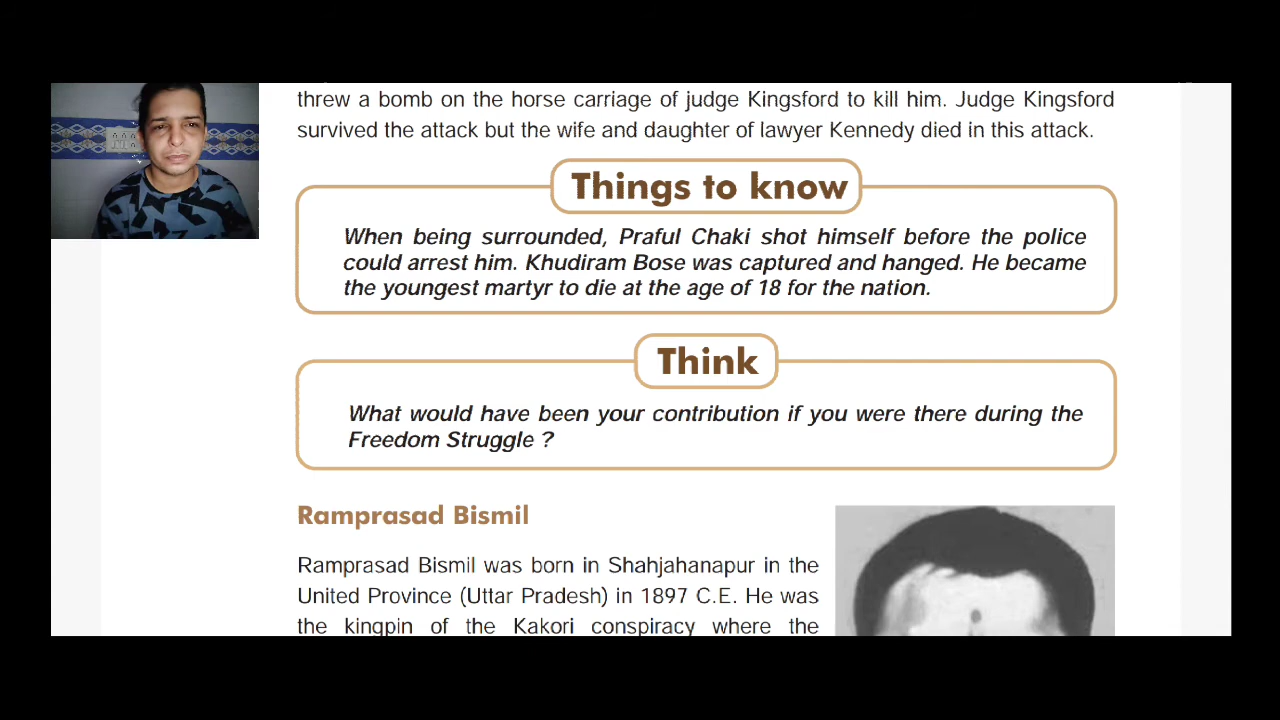 threw a bomb on the horse carriage of judge Kingsford to kill him. Judge Kingsford
survived the attack but the wife and daughter of lawyer Kennedy died in this attack.
Things to know
When being surrounded, Praful Chaki shot himself before the police
could arrest him. Khudiram Bose was captured and hanged. He became
the youngest martyr to die at the age of 18 for the nation.
Think
What would have been your contribution if you were there during the
Freedom Struggle ?
Ramprasad Bismil
Ramprasad Bismil was born in Shahjahanapur in the
United Province (Uttar Pradesh) in 1897 C.E. He was
the kingpin of the Kakori conspiracy where the